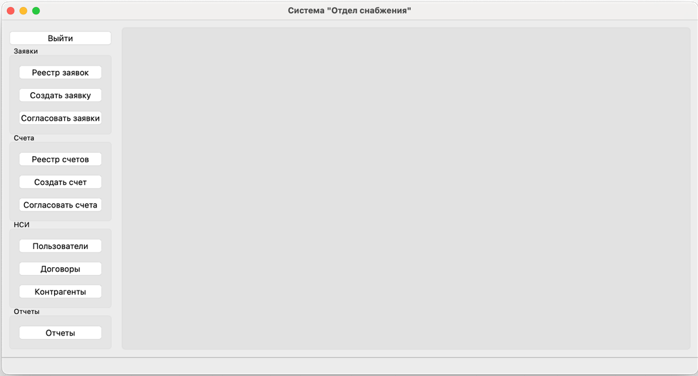 Система "Отдел снабжения"
Выйти
Заявки
Реестр заявок
Создать заявку
Согласовать заявки
Счета
Реестр счетов
Создать счет
Согласовать счета
НСИ
Пользователи
Договоры
Контрагенты
Отчеты
Отчеты